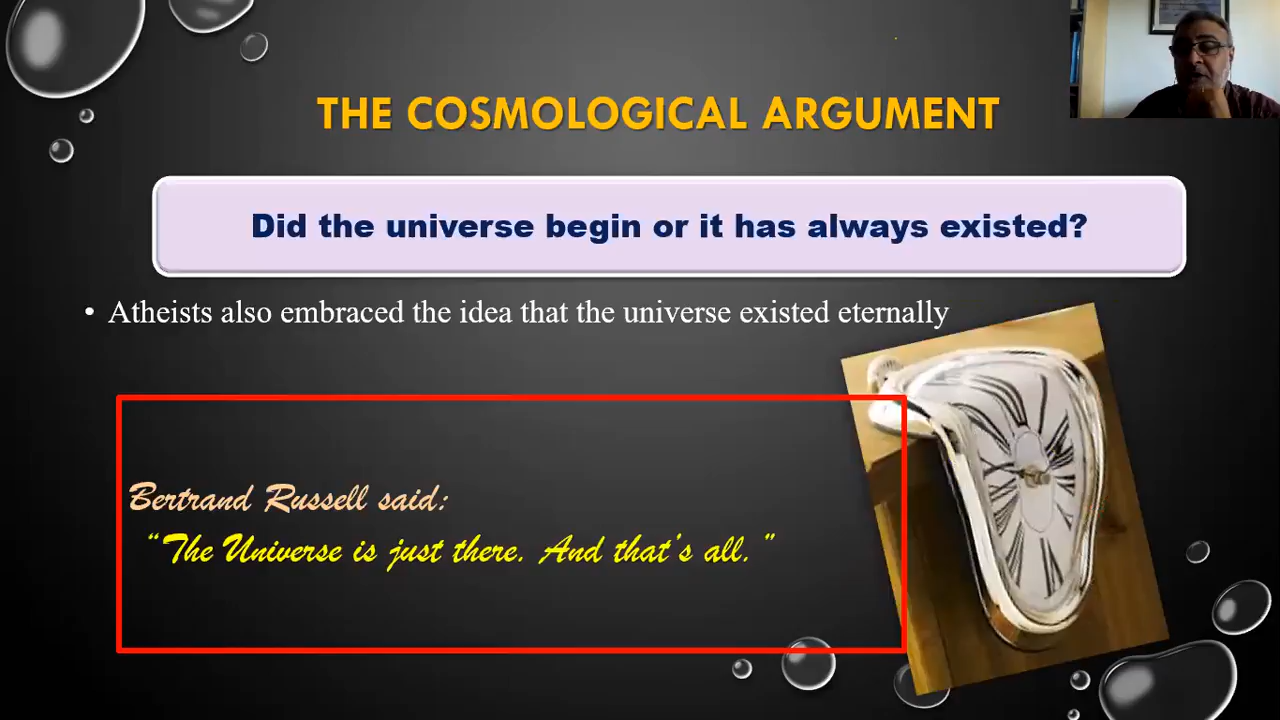 THE COSMOLOGICAL ARGUMENT
Did the universe begin or it has always existed?
• Atheists also embraced the idea that the universe existed eternally
Bertrand Russell said:
“The Universe is just there. And that’s all.”